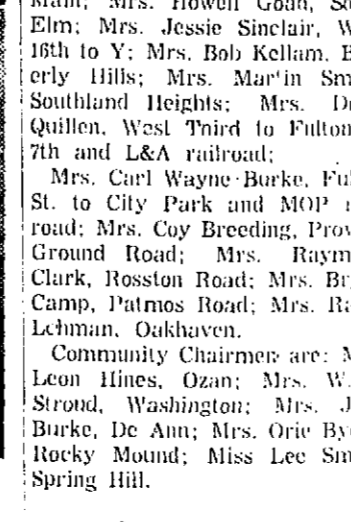 Mrs. Howell Goad, So
Elm; Mrs. Jessie Sinclair, W
16th to Y; Mrs. Bob Kellam, B
erly Hills; Mrs. Martin Sm
Southland Heights; Mrs. D
Quillen, West Third to Fulton
7th and L&A railroad;
Mrs. Carl Wayne Burke, Fu
St. to City Park and MOP
road; Mrs. Coy Breeding, Prov
Ground Road; Mrs. Raym
Clark, Rosston Road; Mrs. Br
Camp, Patmos Road; Mrs. Ra
Lehman, Oakhaven.
Community Chairmen are: M
Leon Hines, Ozan; Mrs. W.
Stroud, Washington; Mrs. J
Burke, De Ann; Mrs. Orie By
Rocky Mound; Miss Lee Sm
Spring Hill.